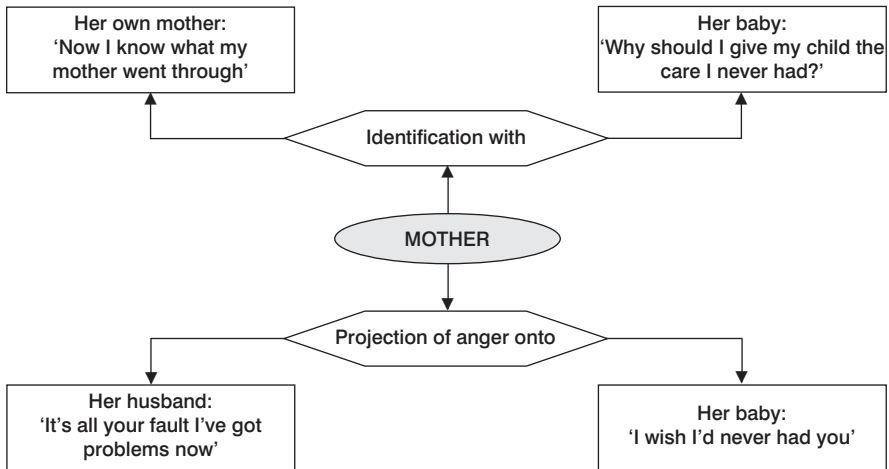 Her own mother:
‘Now I know what my
mother went through’
Her baby:
‘Why should I give my child the
care I never had?’
Identification with
MOTHER
Projection of anger onto
Her husband:
‘It’s all your fault I’ve got
problems now’
Her baby:
‘I wish I’d never had you’